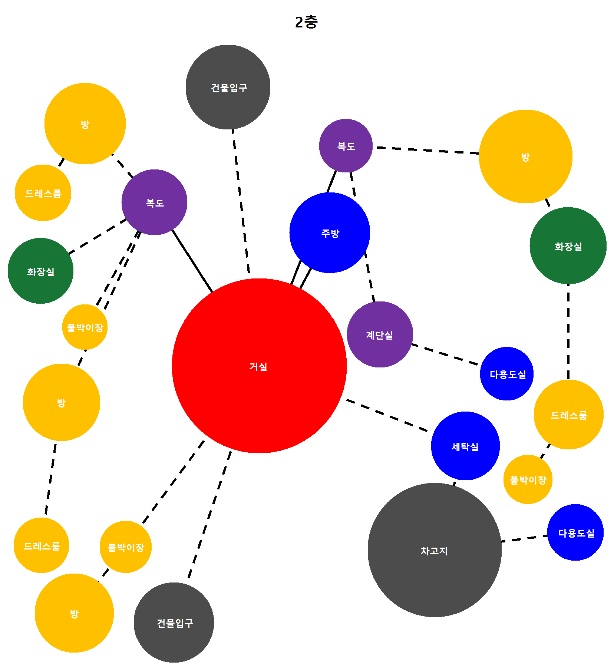 2층
건물입구
방
복도
방
드레스룸
복도
주방
화장실
화장실
붙박이장
계단실
거실
다용도실
방
드레스룸
세탁실
붙박이장
다용도실
드레스룸
붙박이장
차고지
방
건물입구